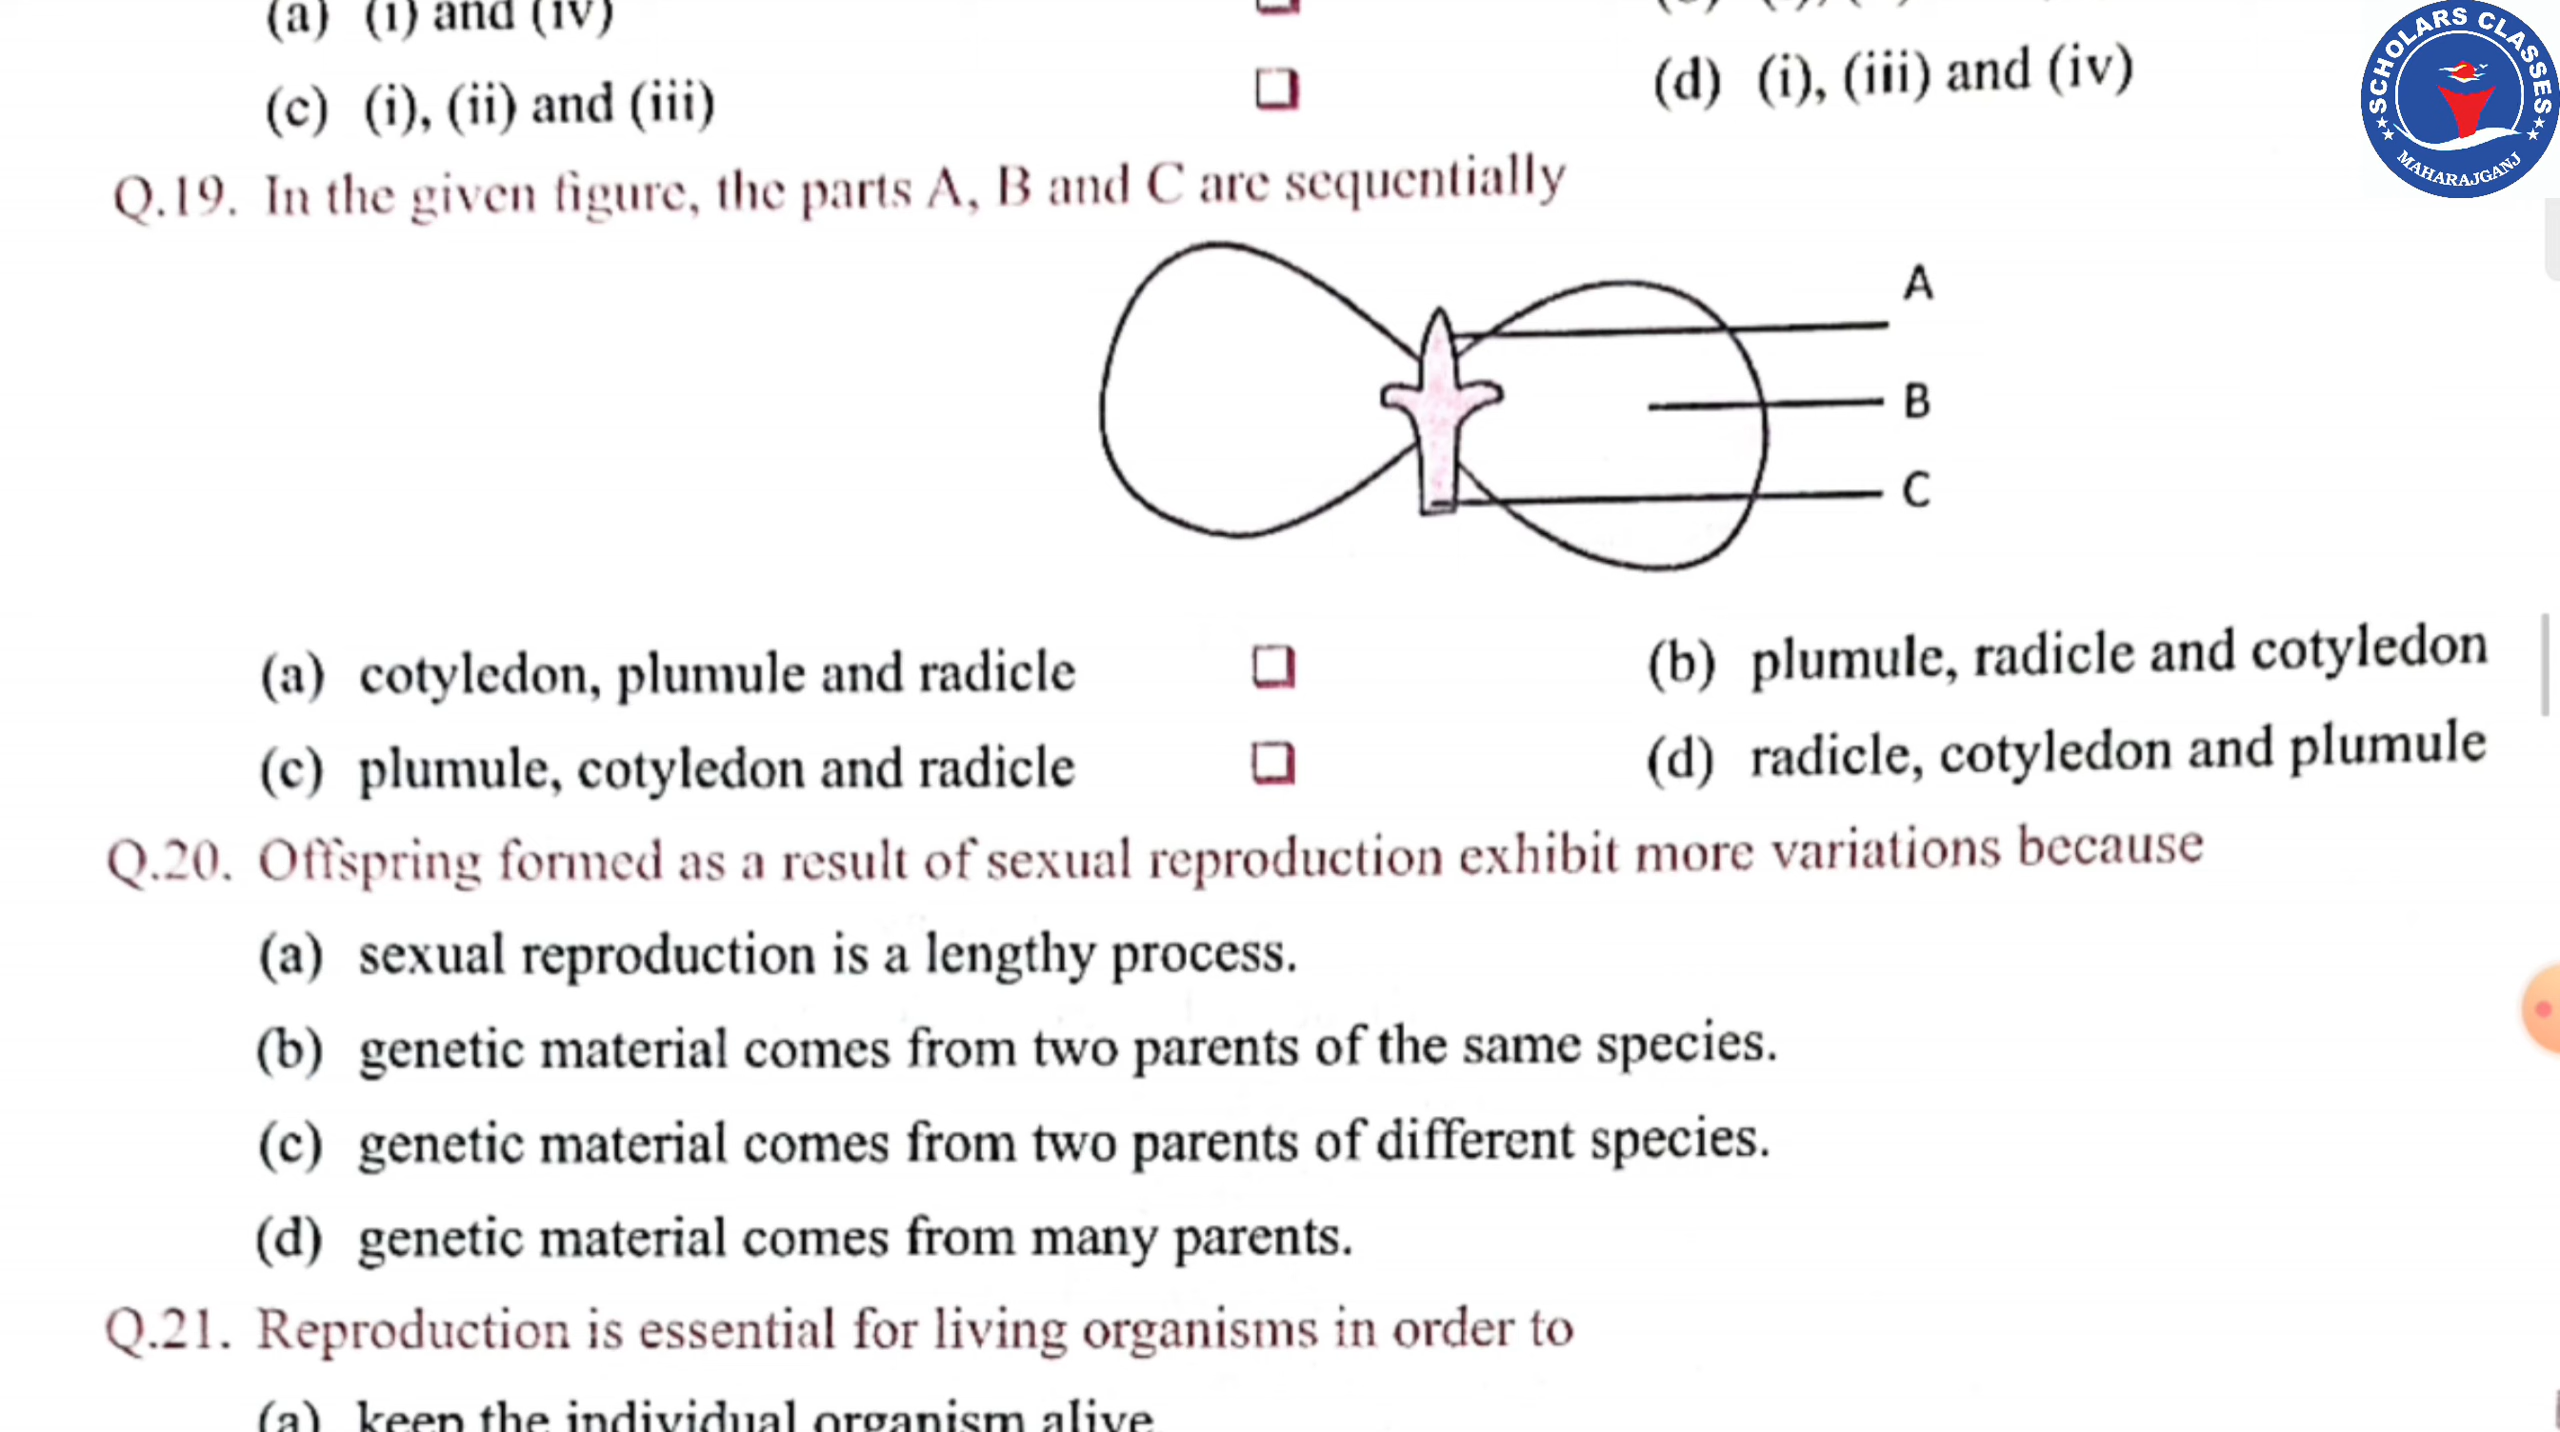 (a) (i) and (iv)
(c) (i), (ii) and (iii)
(d) (i), (iii) and (iv)
SCHOLARS CLASSES
MAHARAJGANJ
Q.19. In the given figure, the parts A, B and C are sequentially
A
B
C
(a) cotyledon, plumule and radicle
(b) plumule, radicle and cotyledon
(c) plumule, cotyledon and radicle
(d) radicle, cotyledon and plumule
Q.20. Offspring formed as a result of sexual reproduction exhibit more variations because
(a) sexual reproduction is a lengthy process.
(b) genetic material comes from two parents of the same species.
(c) genetic material comes from two parents of different species.
(d) genetic material comes from many parents.
Q.21. Reproduction is essential for living organisms in order to
(a) keep the individual organism alive